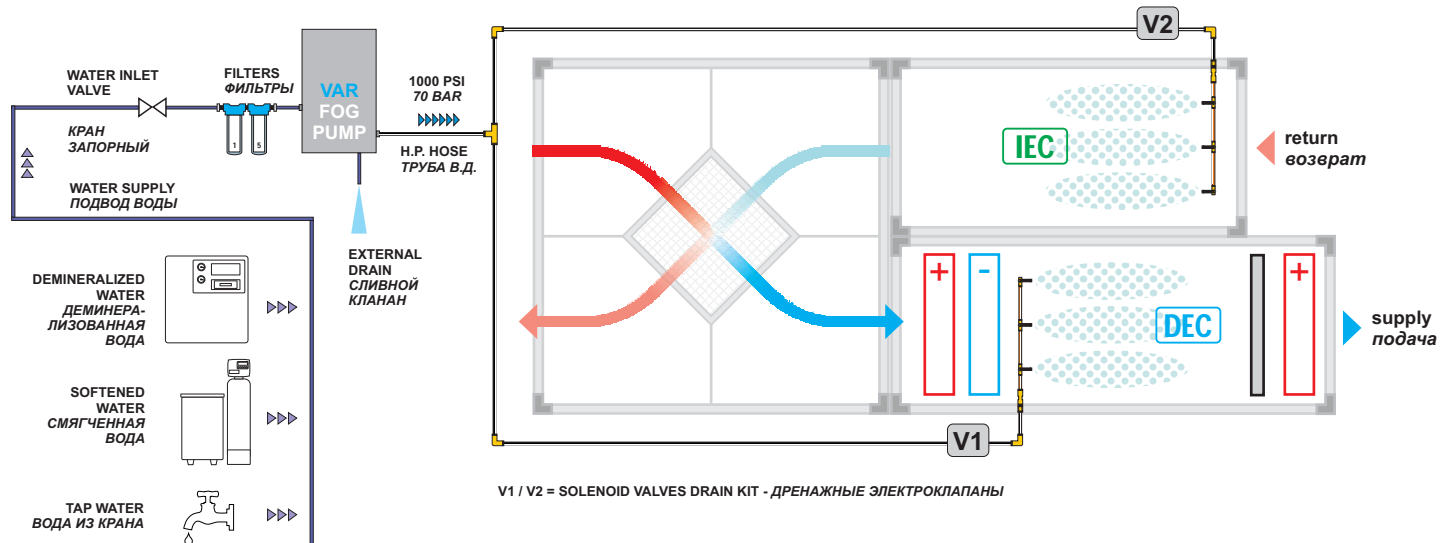 V2
WATER INLET
VALVE
FILTERS
ФИЛЬТРЫ
VAR
FOG
PUMP
1000 PSI
70 BAR
КРАН
ЗАПОРНЫЙ
1
5
H.P. HOSE
ТРУБА В.Д.
IEC
return
возврат
WATER SUPPLY
ПОДВОД ВОДЫ
EXTERNAL
DRAIN
СЛИВНОЙ
КЛАНАН
+
-
+
DEC
supply
подача
DEMINERALIZED
WATER
ДЕМИНЕРА-
ЛИЗОВАННАЯ
ВОДА
SOFTENED
WATER
СМЯГЧЕННАЯ
ВОДА
V1
V1 / V2 = SOLENOID VALVES DRAIN KIT - ДРЕНАЖНЫЕ ЭЛЕКТРОКЛАПАНЫ
TAP WATER
ВОДА ИЗ КРАНА